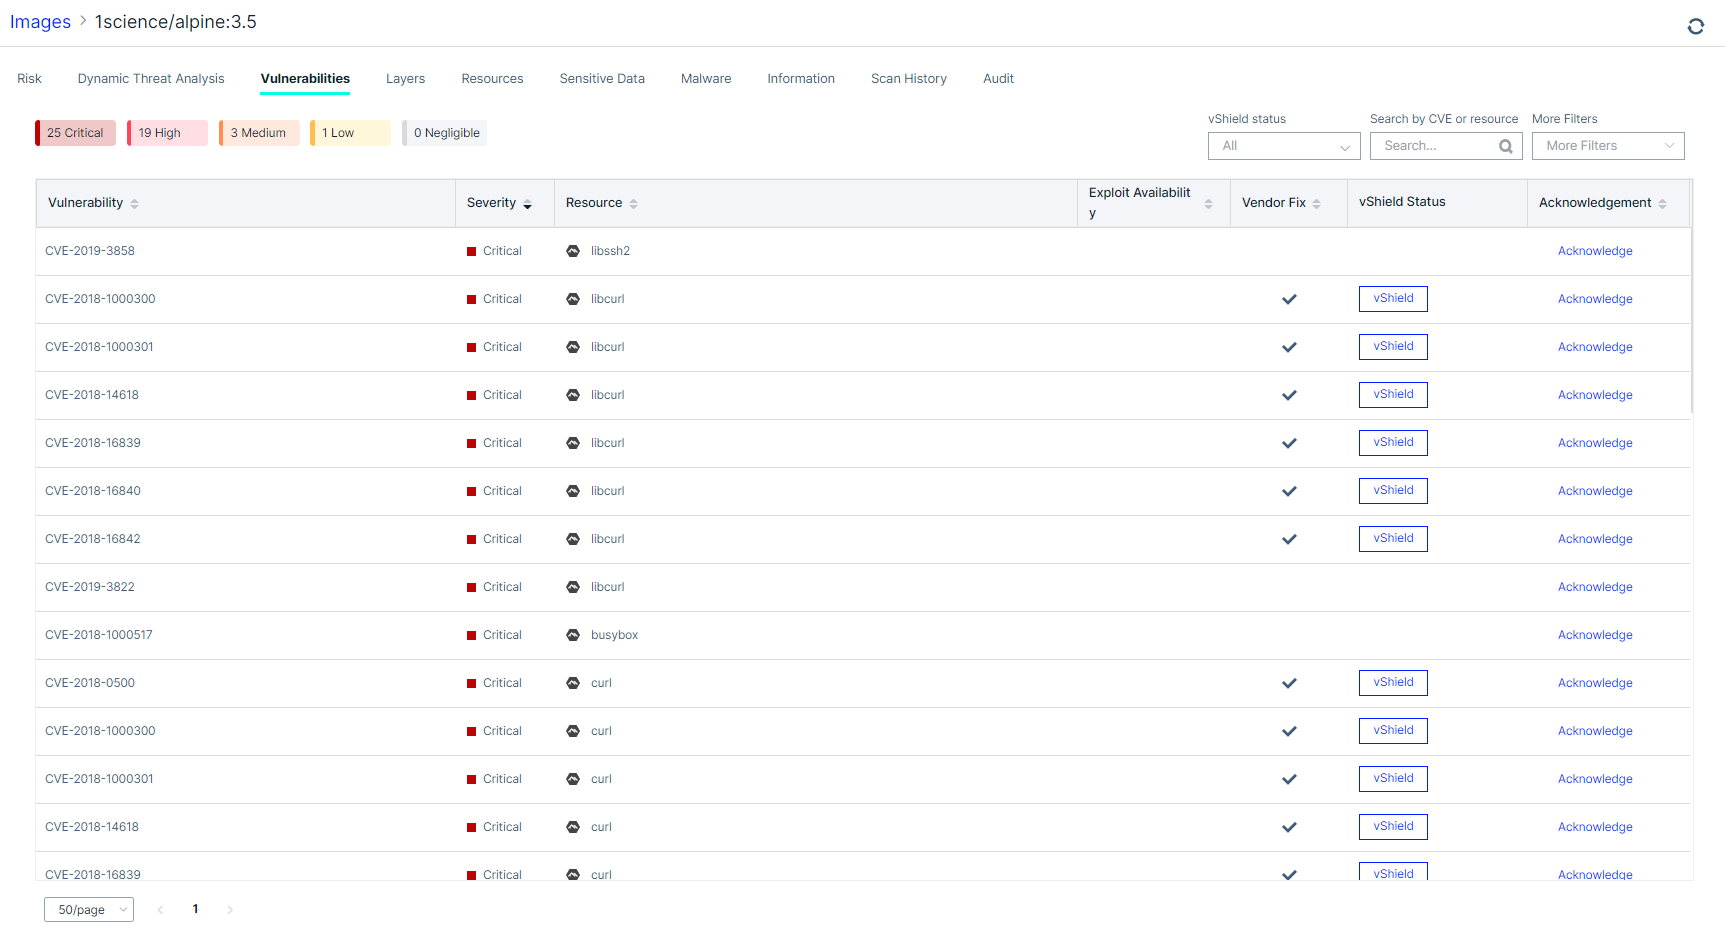 Images > 1science/alpine:3.5
Risk Dynamic Threat Analysis Vulnerabilities Layers Resources Sensitive Data Malware Information Scan History Audit
25 Critical 19 High 3 Medium 1 Low 0 Negligible
vShield status Search by CVE or resource More Filters
All Search... More Filters
Vulnerability Severity Resource Exploit Availabilit
y Vendor Fix vShield Status Acknowledgement
CVE-2019-3858 Critical libssh2 Acknowledge
CVE-2018-1000300 Critical libcurl vShield Acknowledge
CVE-2018-1000301 Critical libcurl vShield Acknowledge
CVE-2018-14618 Critical libcurl vShield Acknowledge
CVE-2018-16839 Critical libcurl vShield Acknowledge
CVE-2018-16840 Critical libcurl vShield Acknowledge
CVE-2018-16842 Critical libcurl vShield Acknowledge
CVE-2019-3822 Critical libcurl Acknowledge
CVE-2018-1000517 Critical busybox Acknowledge
CVE-2018-0500 Critical curl vShield Acknowledge
CVE-2018-1000300 Critical curl vShield Acknowledge
CVE-2018-1000301 Critical curl vShield Acknowledge
CVE-2018-14618 Critical curl vShield Acknowledge
CVE-2018-16839 Critical curl vShield Acknowledge
50/page < 1 >